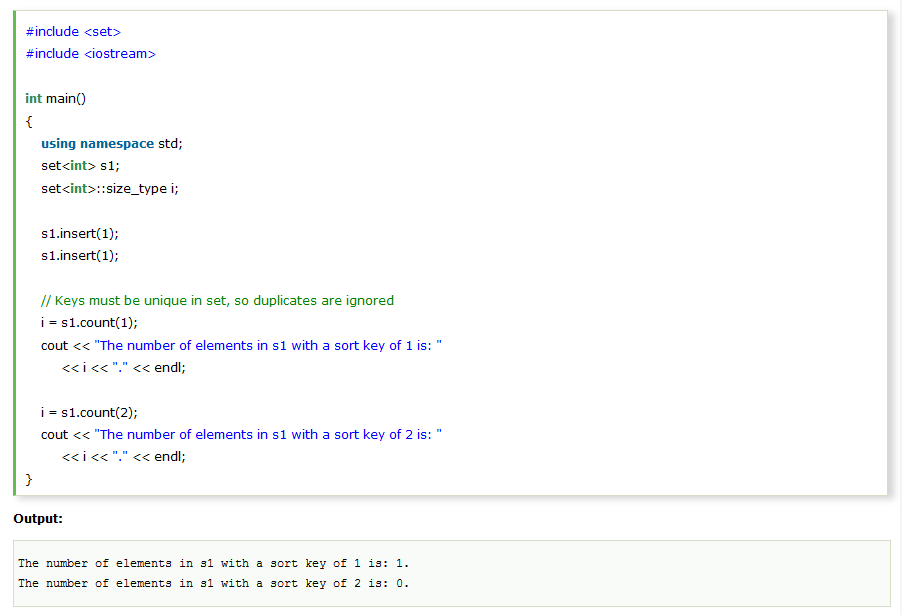 #include <set>
#include <iostream>
int main()
{
using namespace std;
set<int> s1;
set<int>::size_type i;
s1.insert(1);
s1.insert(1);
// Keys must be unique in set, so duplicates are ignored
i = s1.count(1);
cout << "The number of elements in s1 with a sort key of 1 is: "
<< i << "." << endl;
i = s1.count(2);
cout << "The number of elements in s1 with a sort key of 2 is: "
<< i << "." << endl;
}
Output:
The number of elements in s1 with a sort key of 1 is: 1.
The number of elements in s1 with a sort key of 2 is: 0.